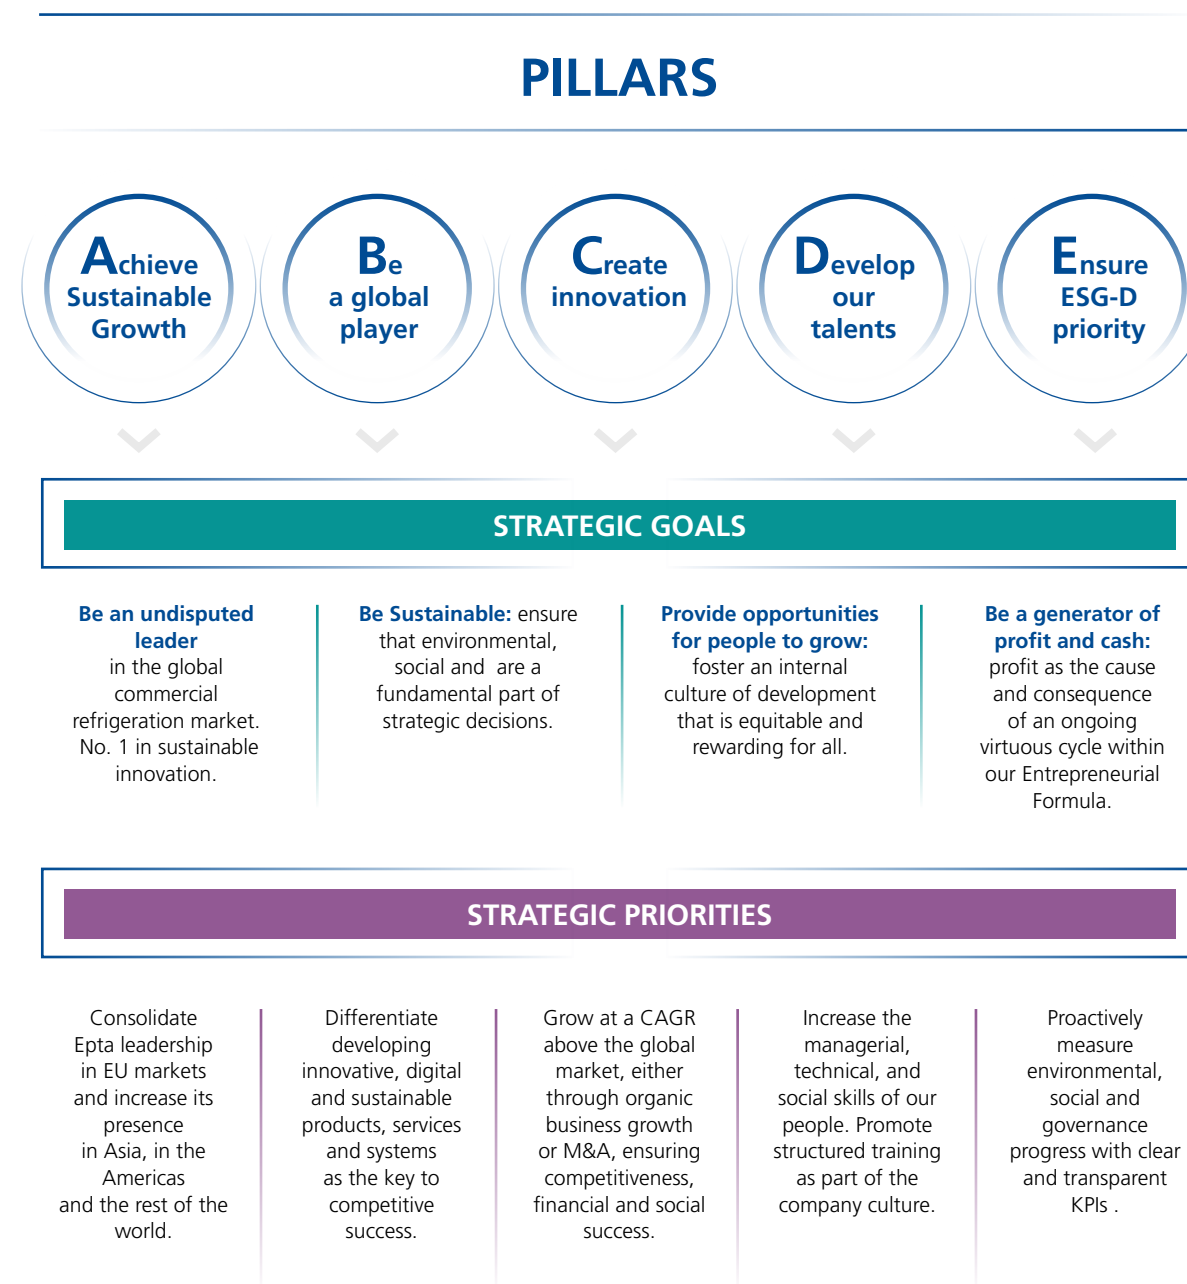 PILLARS
Achieve
Sustainable
Growth
Be
a global
player
Create
innovation
Develop
our
talents
Ensure
ESG-D
priority
STRATEGIC GOALS
Be an undisputed
leader
in the global
commercial
refrigeration market.
No. 1 in sustainable
innovation.
Be Sustainable: ensure
that environmental,
social and  are a
fundamental part of
strategic decisions.
Provide opportunities
for people to grow:
foster an internal
culture of development
that is equitable and
rewarding for all.
Be a generator of
profit and cash:
profit as the cause
and consequence
of an ongoing
virtuous cycle within
our Entrepreneurial
Formula.
STRATEGIC PRIORITIES
Consolidate
Epta leadership
in EU markets
and increase its
presence
in Asia, in the
Americas
and the rest of the
world.
Differentiate
developing
innovative, digital
and sustainable
products, services
and systems
as the key to
competitive
success.
Grow at a CAGR
above the global
market, either
through organic
business growth
or M&A, ensuring
competitiveness,
financial and social
success.
Increase the
managerial,
technical, and
social skills of our
people. Promote
structured training
as part of the
company culture.
Proactively
measure
environmental,
social and
governance
progress with clear
and transparent
KPIs .